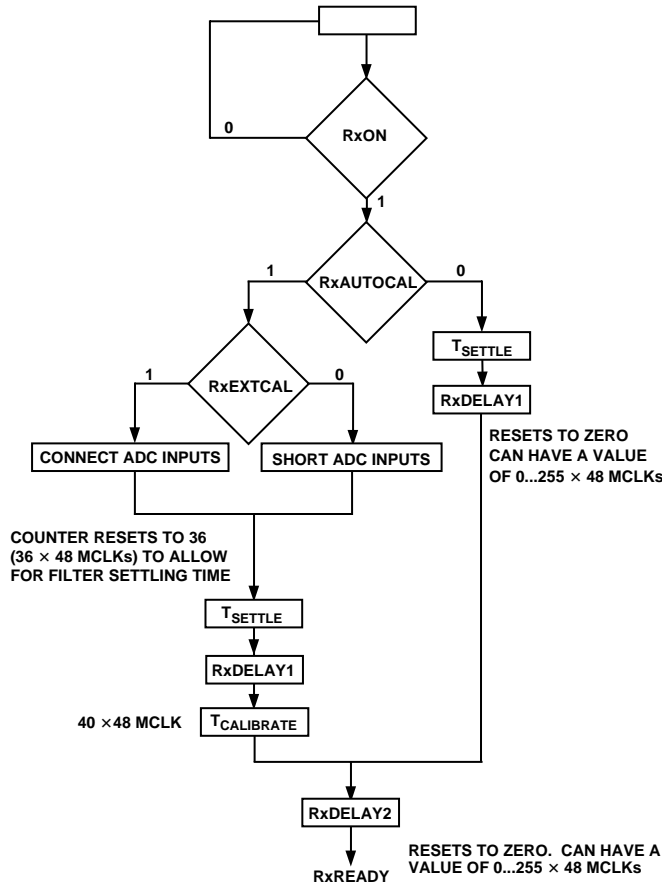 0
RxON
1
1
RxAUTOCAL
0
TSETTLE
1
RxEXTCAL
0
RxDELAY1
CONNECT ADC INPUTS
SHORT ADC INPUTS
RESETS TO ZERO
CAN HAVE A VALUE
OF 0...255 × 48 MCLKs
COUNTER RESETS TO 36
(36 × 48 MCLKs) TO ALLOW
FOR FILTER SETTLING TIME
TSETTLE
RxDELAY1
40 ×48 MCLK
TCALIBRATE
RxDELAY2
RESETS TO ZERO. CAN HAVE A
VALUE OF 0...255 × 48 MCLKs
RxREADY